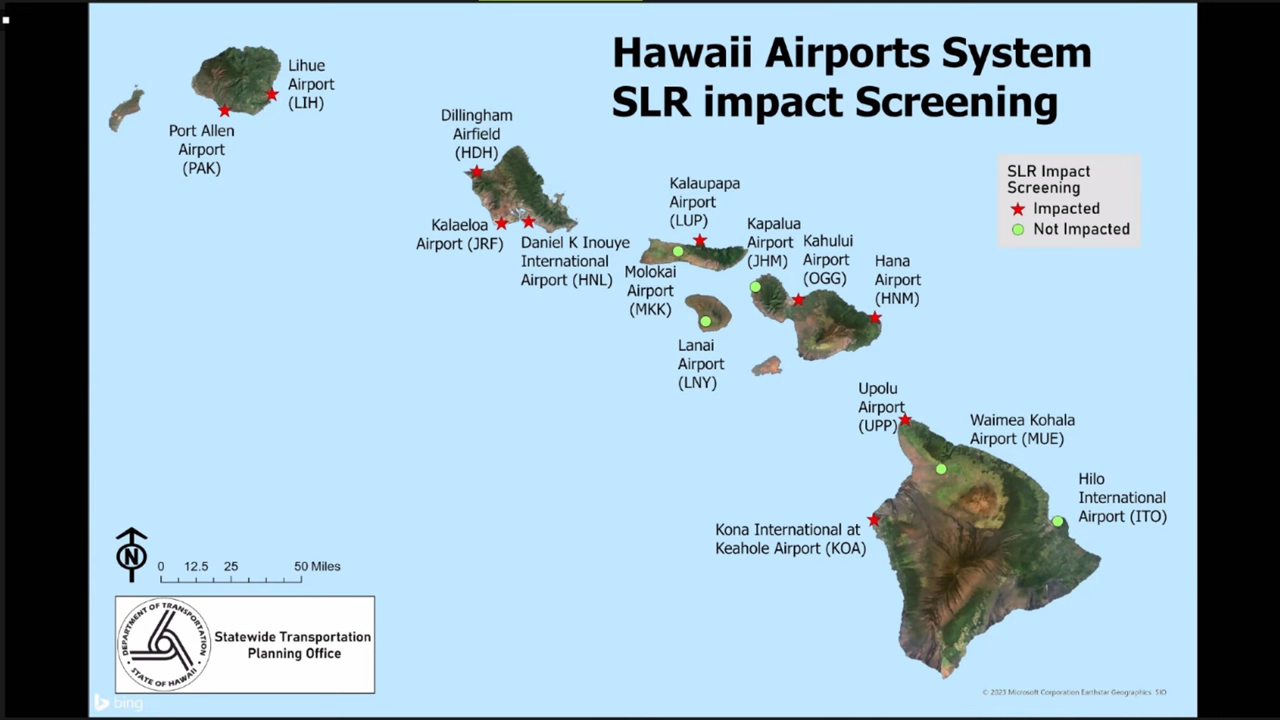 Hawaii Airports System
SLR impact Screening
Lihue
Airport
(LIH)
Port Allen
Airport
(PAK)
Dillingham
Airfield
(HDH)
Kalaeloa
Airport (JRF)
Daniel K Inouye
International
Airport (HNL)
Kalaupapa
Airport
(LUP)
Molokai
Airport
(MKK)
Kapalua
Airport
(JHM)
Kahului
Airport
(OGG)
Hana
Airport
(HNM)
Lanai
Airport
(LNY)
SLR Impact
Screening
Impacted
Not Impacted
Upolu
Airport
(UPP)
Waimea Kohala
Airport (MUE)
Hilo
International
Airport (ITO)
Kona International at
Keahole Airport (KOA)
N
0 12.5 25 50 Miles
DEPARTMENT OF TRANSPORTATION
STATE OF HAWAII
Statewide Transportation
Planning Office
bing
© 2023 Microsoft Corporation Earthstar Geographics SIO